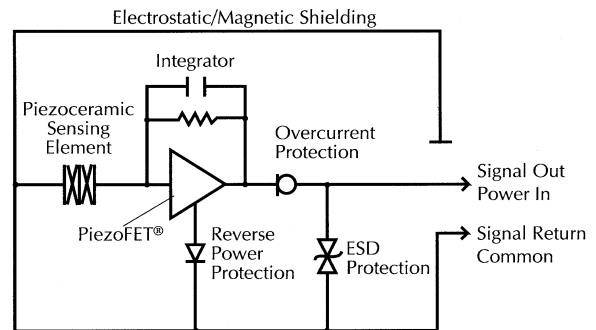 Electrostatic/Magnetic Shielding
Integrator
Piezoceramic
Sensing
Element
Overcurrent
Protection
Signal Out
Power In
PiezoFET®
Reverse
Power
Protection
ESD
Protection
Signal Return
Common